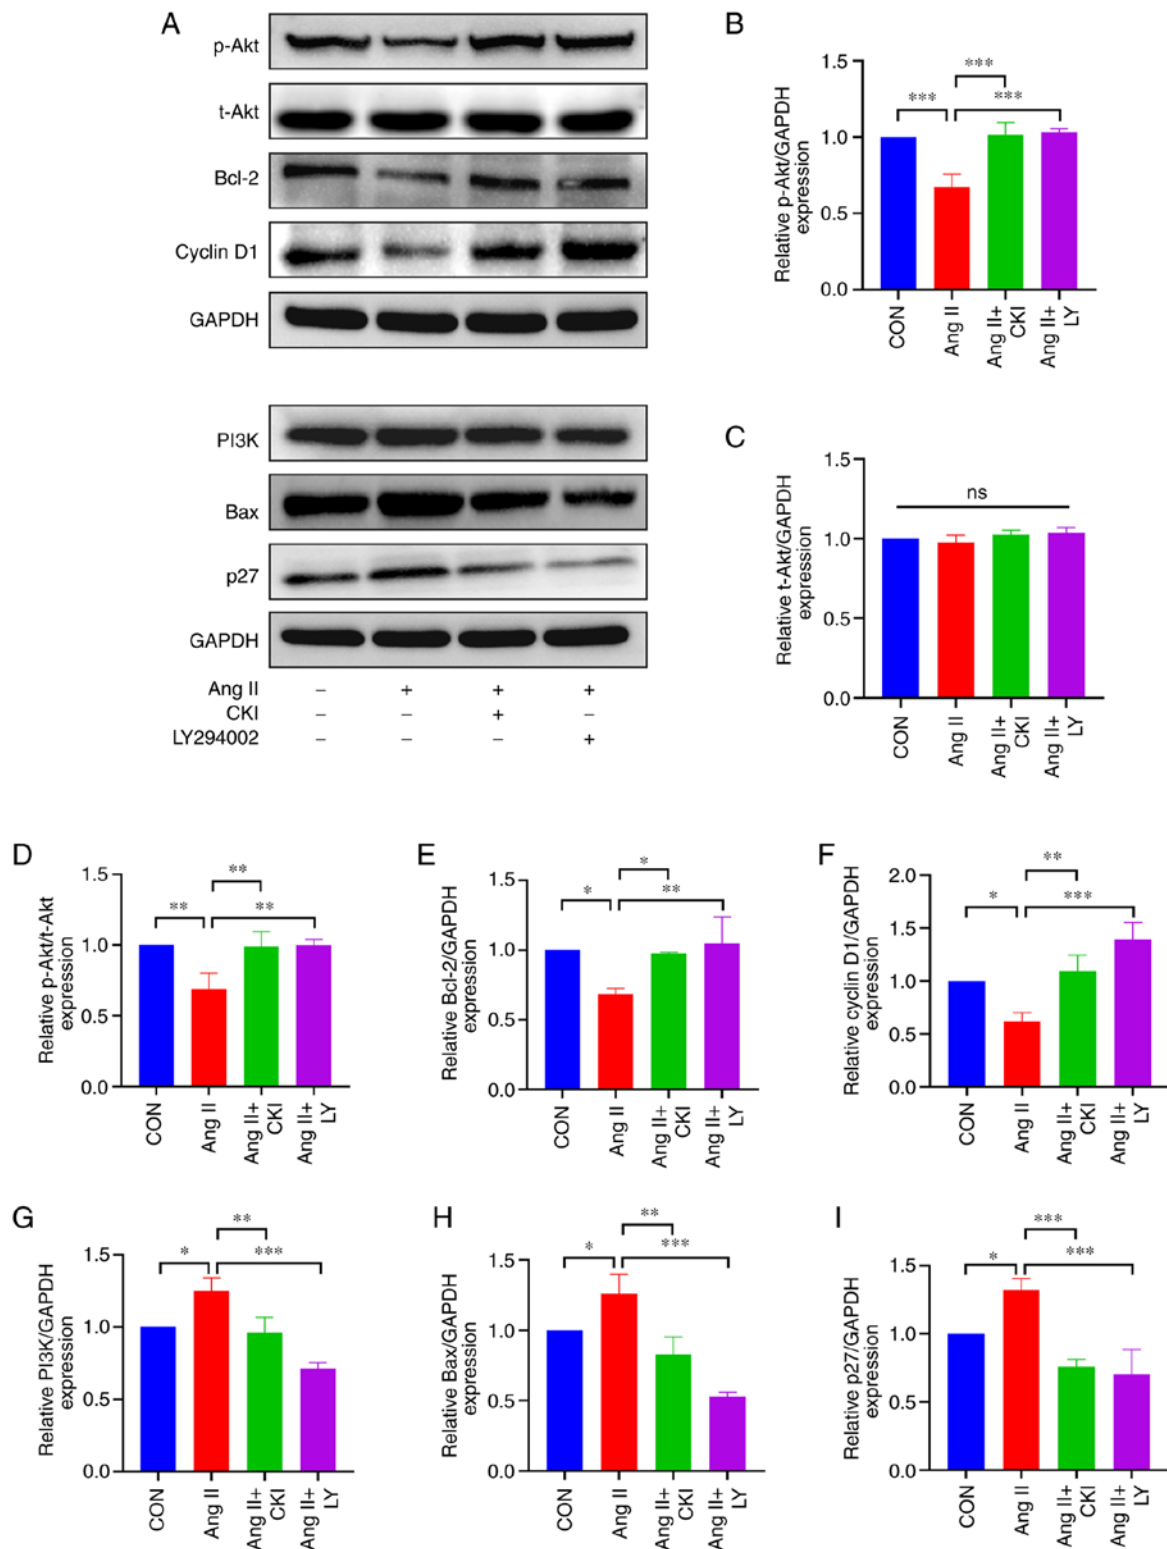 A
p-Akt
t-Akt
Bcl-2
Cyclin D1
GAPDH
PI3K
Bax
p27
GAPDH
Ang II – + + +
CKI – – + –
LY294002 – – – +
B
Relative p-Akt/GAPDH
expression
1.5
1.0
0.5
0.0
***
***
***
CON
Ang II
Ang II+
CKI
Ang II+
LY
C
Relative t-Akt/GAPDH
expression
1.5
1.0
0.5
0.0
ns
CON
Ang II
Ang II+
CKI
Ang II+
LY
D
Relative p-Akt/t-Akt
expression
1.5
1.0
0.5
0.0
**
**
**
CON
Ang II
Ang II+
CKI
Ang II+
LY
E
Relative Bcl-2/GAPDH
expression
1.5
1.0
0.5
0.0
*
*
**
CON
Ang II
Ang II+
CKI
Ang II+
LY
F
Relative cyclin D1/GAPDH
expression
2.0
1.5
1.0
0.5
0.0
**
*
***
CON
Ang II
Ang II+
CKI
Ang II+
LY
G
Relative PI3K/GAPDH
expression
1.5
1.0
0.5
0.0
**
*
***
CON
Ang II
Ang II+
CKI
Ang II+
LY
H
Relative Bax/GAPDH
expression
1.5
1.0
0.5
0.0
**
*
***
CON
Ang II
Ang II+
CKI
Ang II+
LY
I
Relative p27/GAPDH
expression
1.5
1.0
0.5
0.0
***
*
***
CON
Ang II
Ang II+
CKI
Ang II+
LY